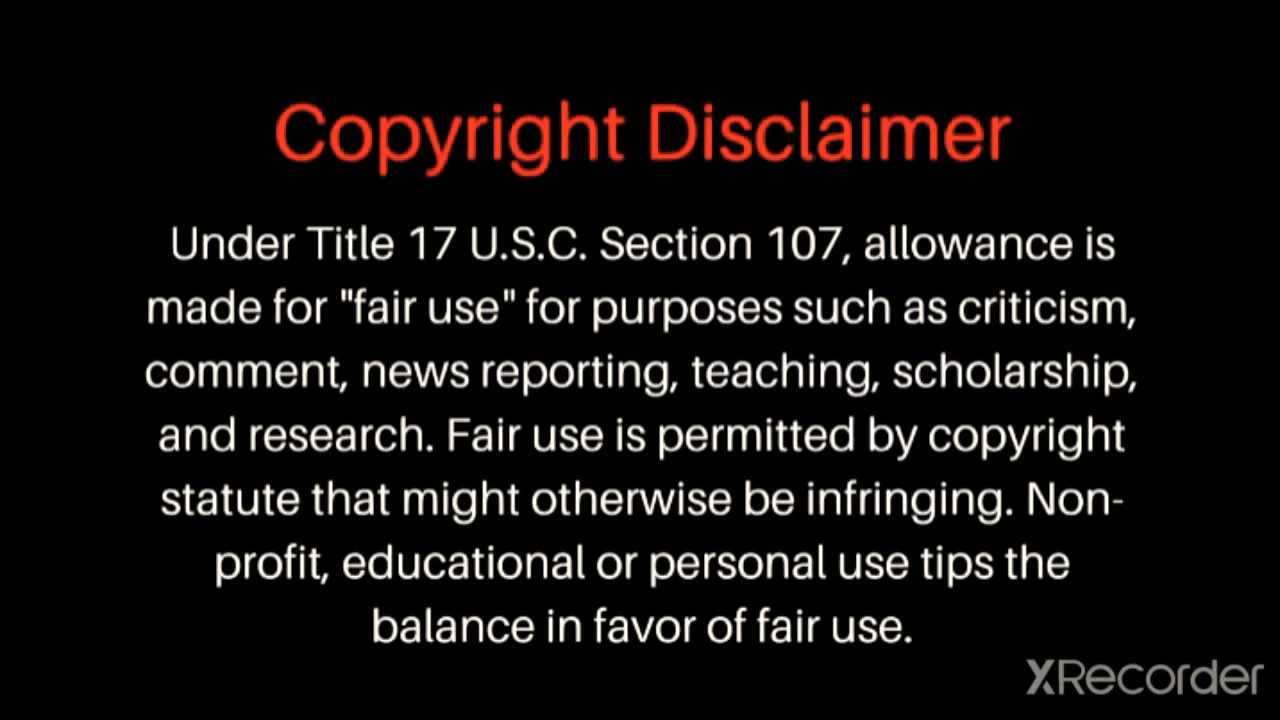 Copyright Disclaimer
Under Title 17 U.S.C. Section 107, allowance is
made for "fair use" for purposes such as criticism,
comment, news reporting, teaching, scholarship,
and research. Fair use is permitted by copyright
statute that might otherwise be infringing. Non-
profit, educational or personal use tips the
balance in favor of fair use.
XRecorder